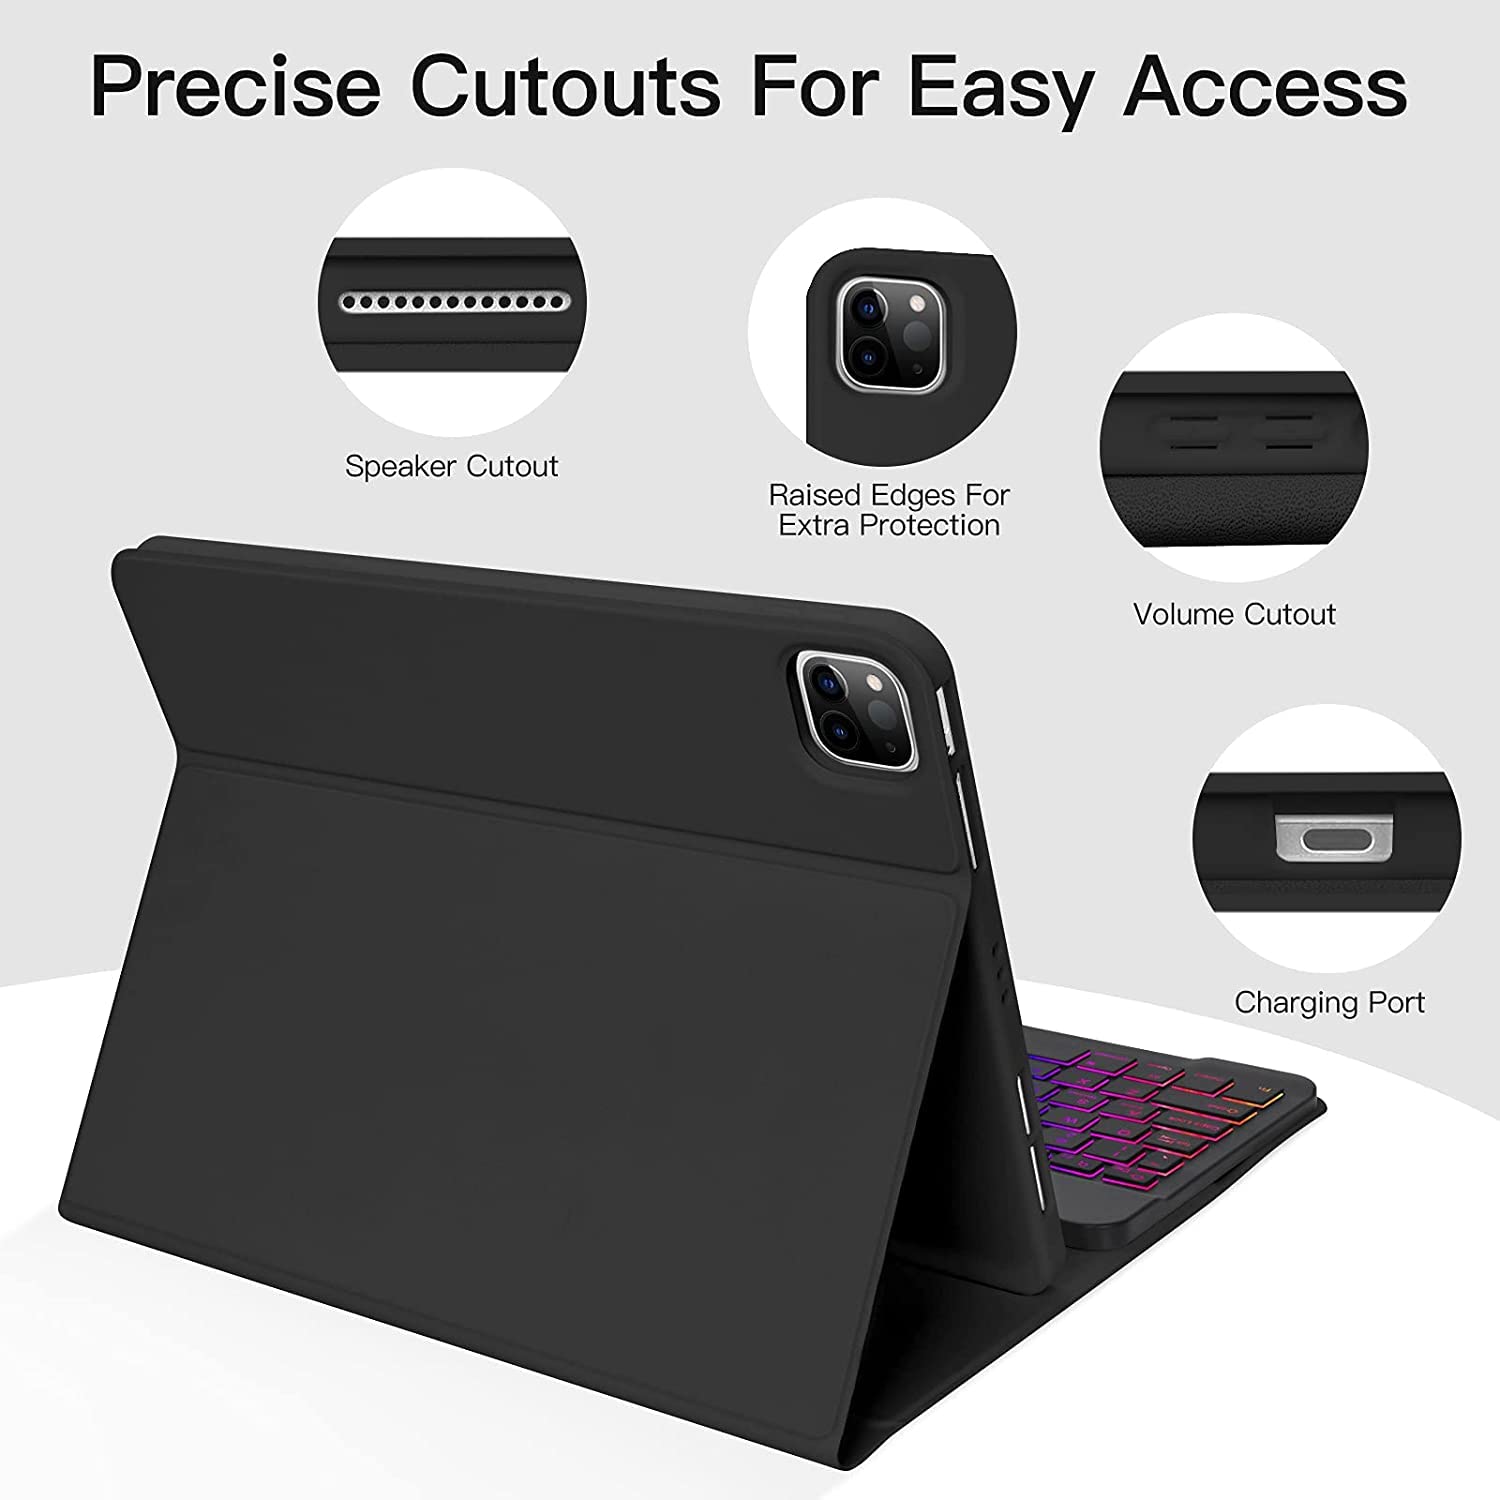 Precise Cutouts For Easy Access
Speaker Cutout
Raised Edges For
Extra Protection
Volume Cutout
Charging Port